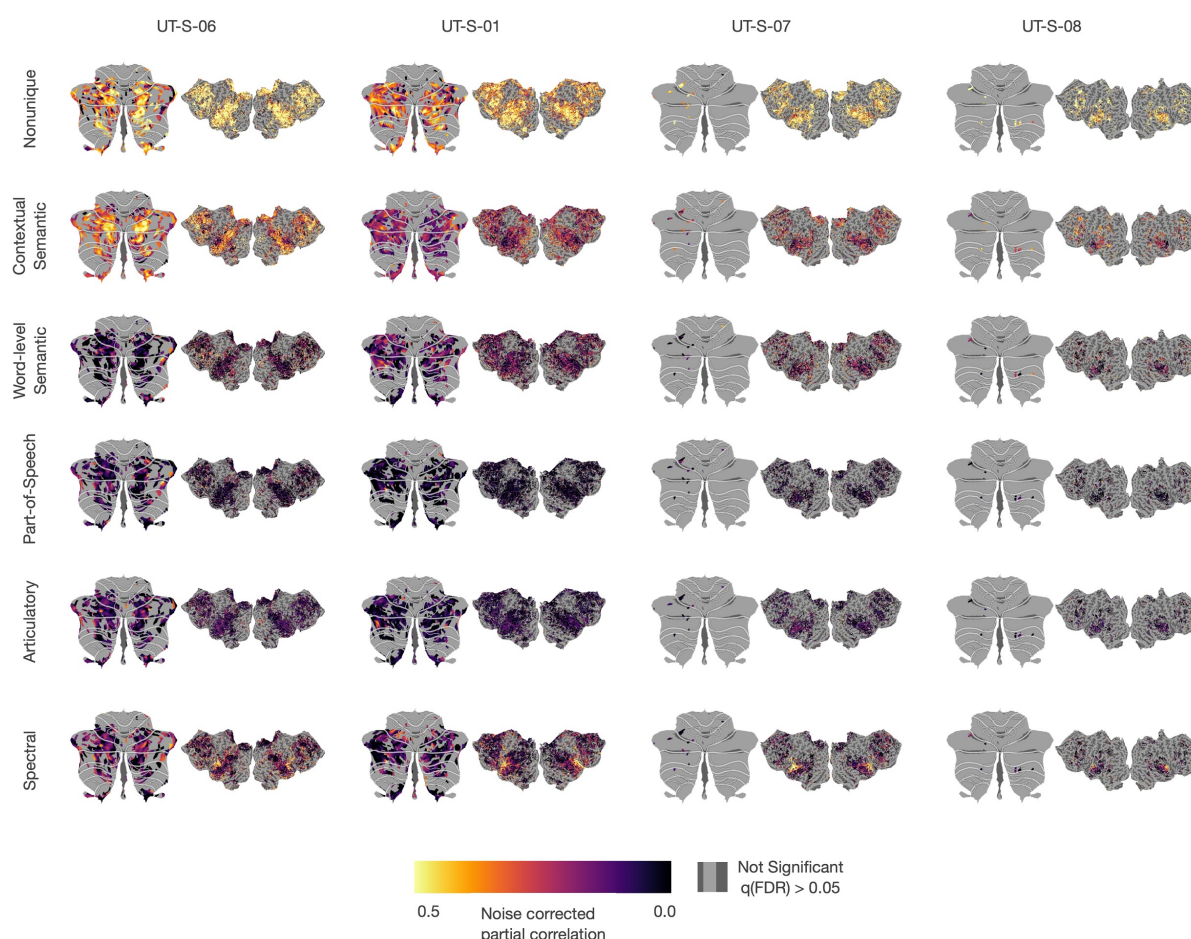 UT-S-06
UT-S-01
UT-S-07
UT-S-08
Nonunique
Contextual
Semantic
Word-level
Semantic
Part-of-Speech
Articulatory
Spectral
0.5
Noise corrected
partial correlation
0.0
Not Significant
q(FDR) > 0.05